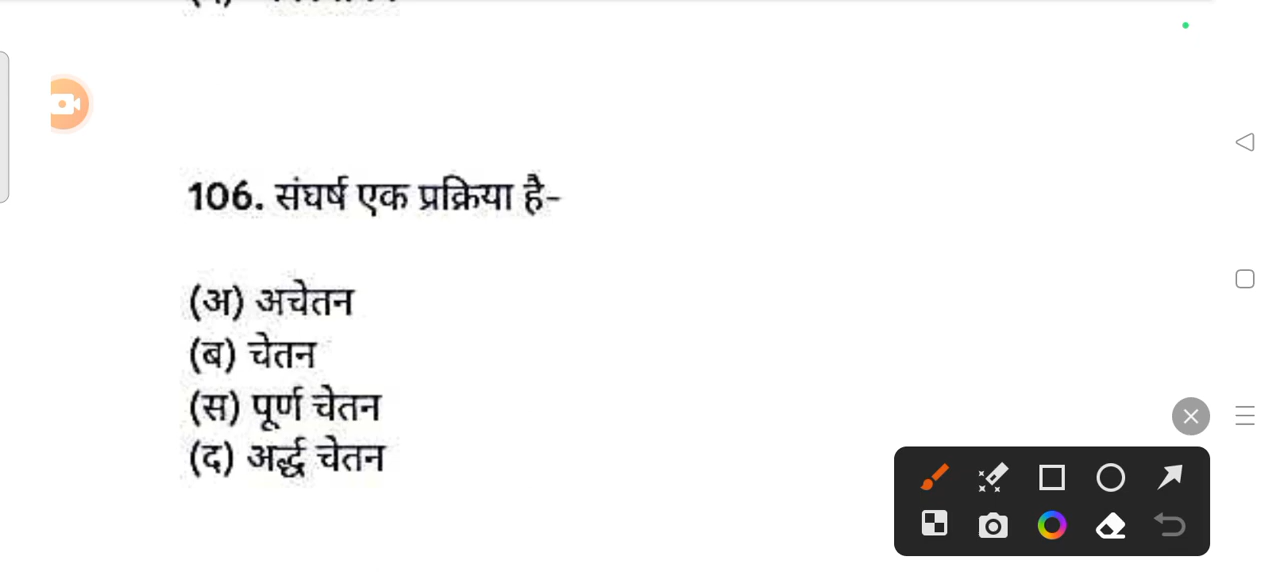 106. संघर्ष एक प्रक्रिया है-
(अ) अचेतन
(ब) चेतन
(स) पूर्ण चेतन
(द) अर्द्ध चेतन